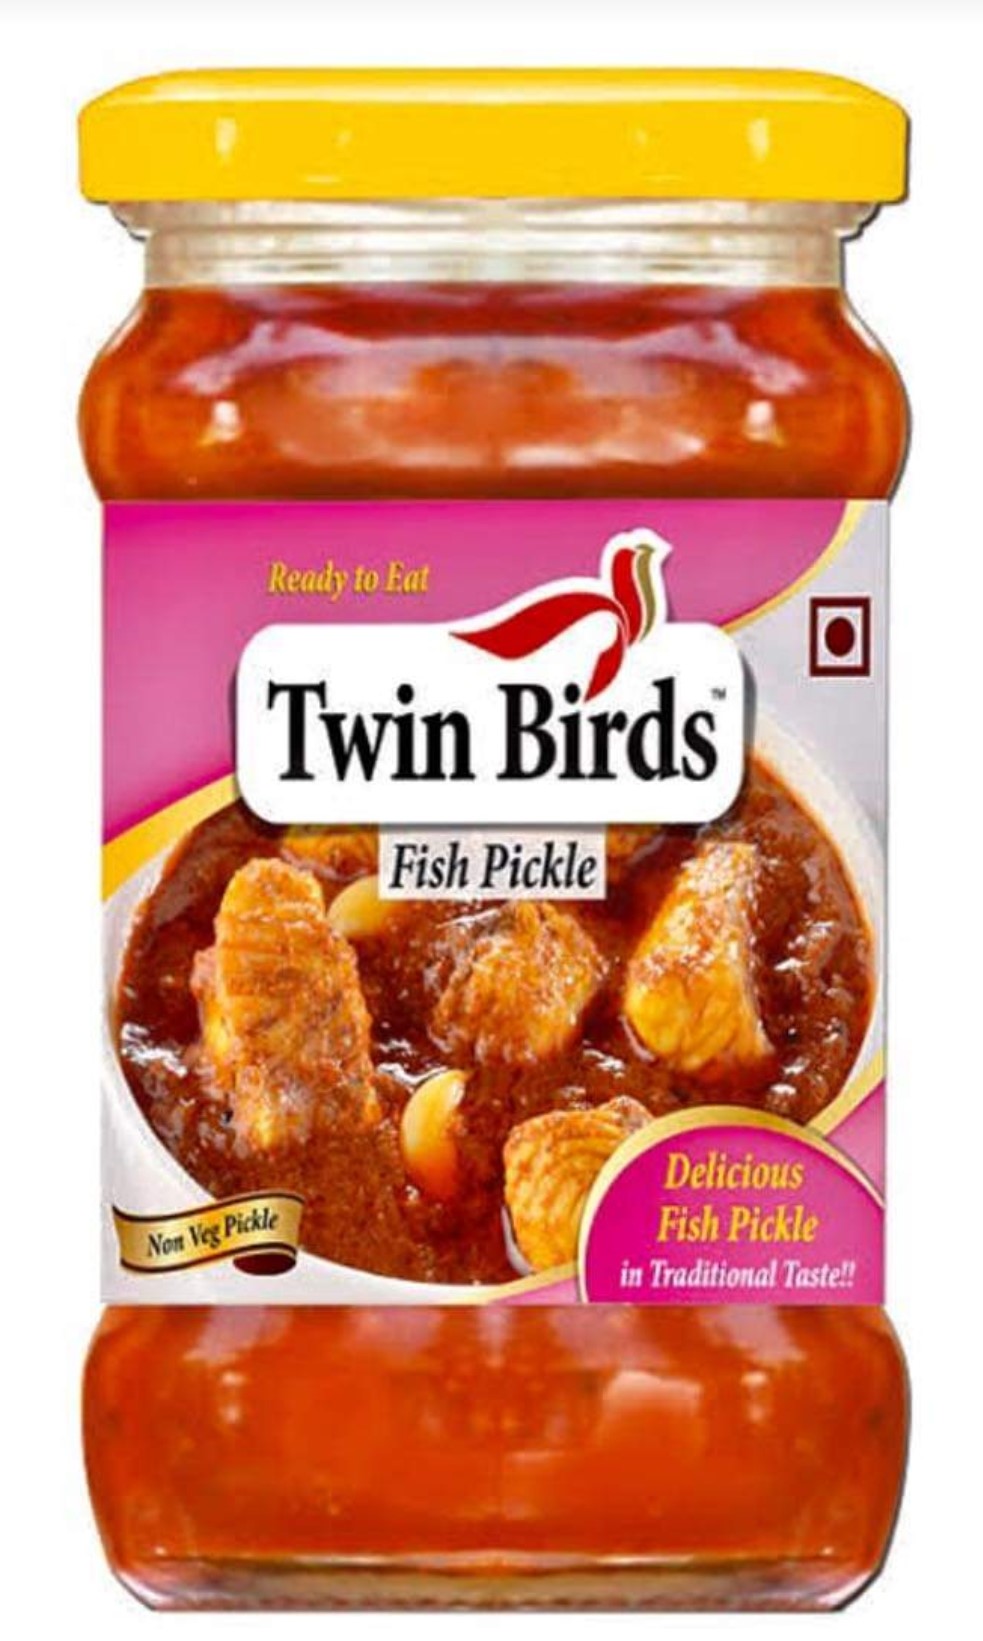 Ready to Eat
Twin Birds™
Fish Pickle
Non Veg Pickle
Delicious
Fish Pickle
in Traditional Taste!!